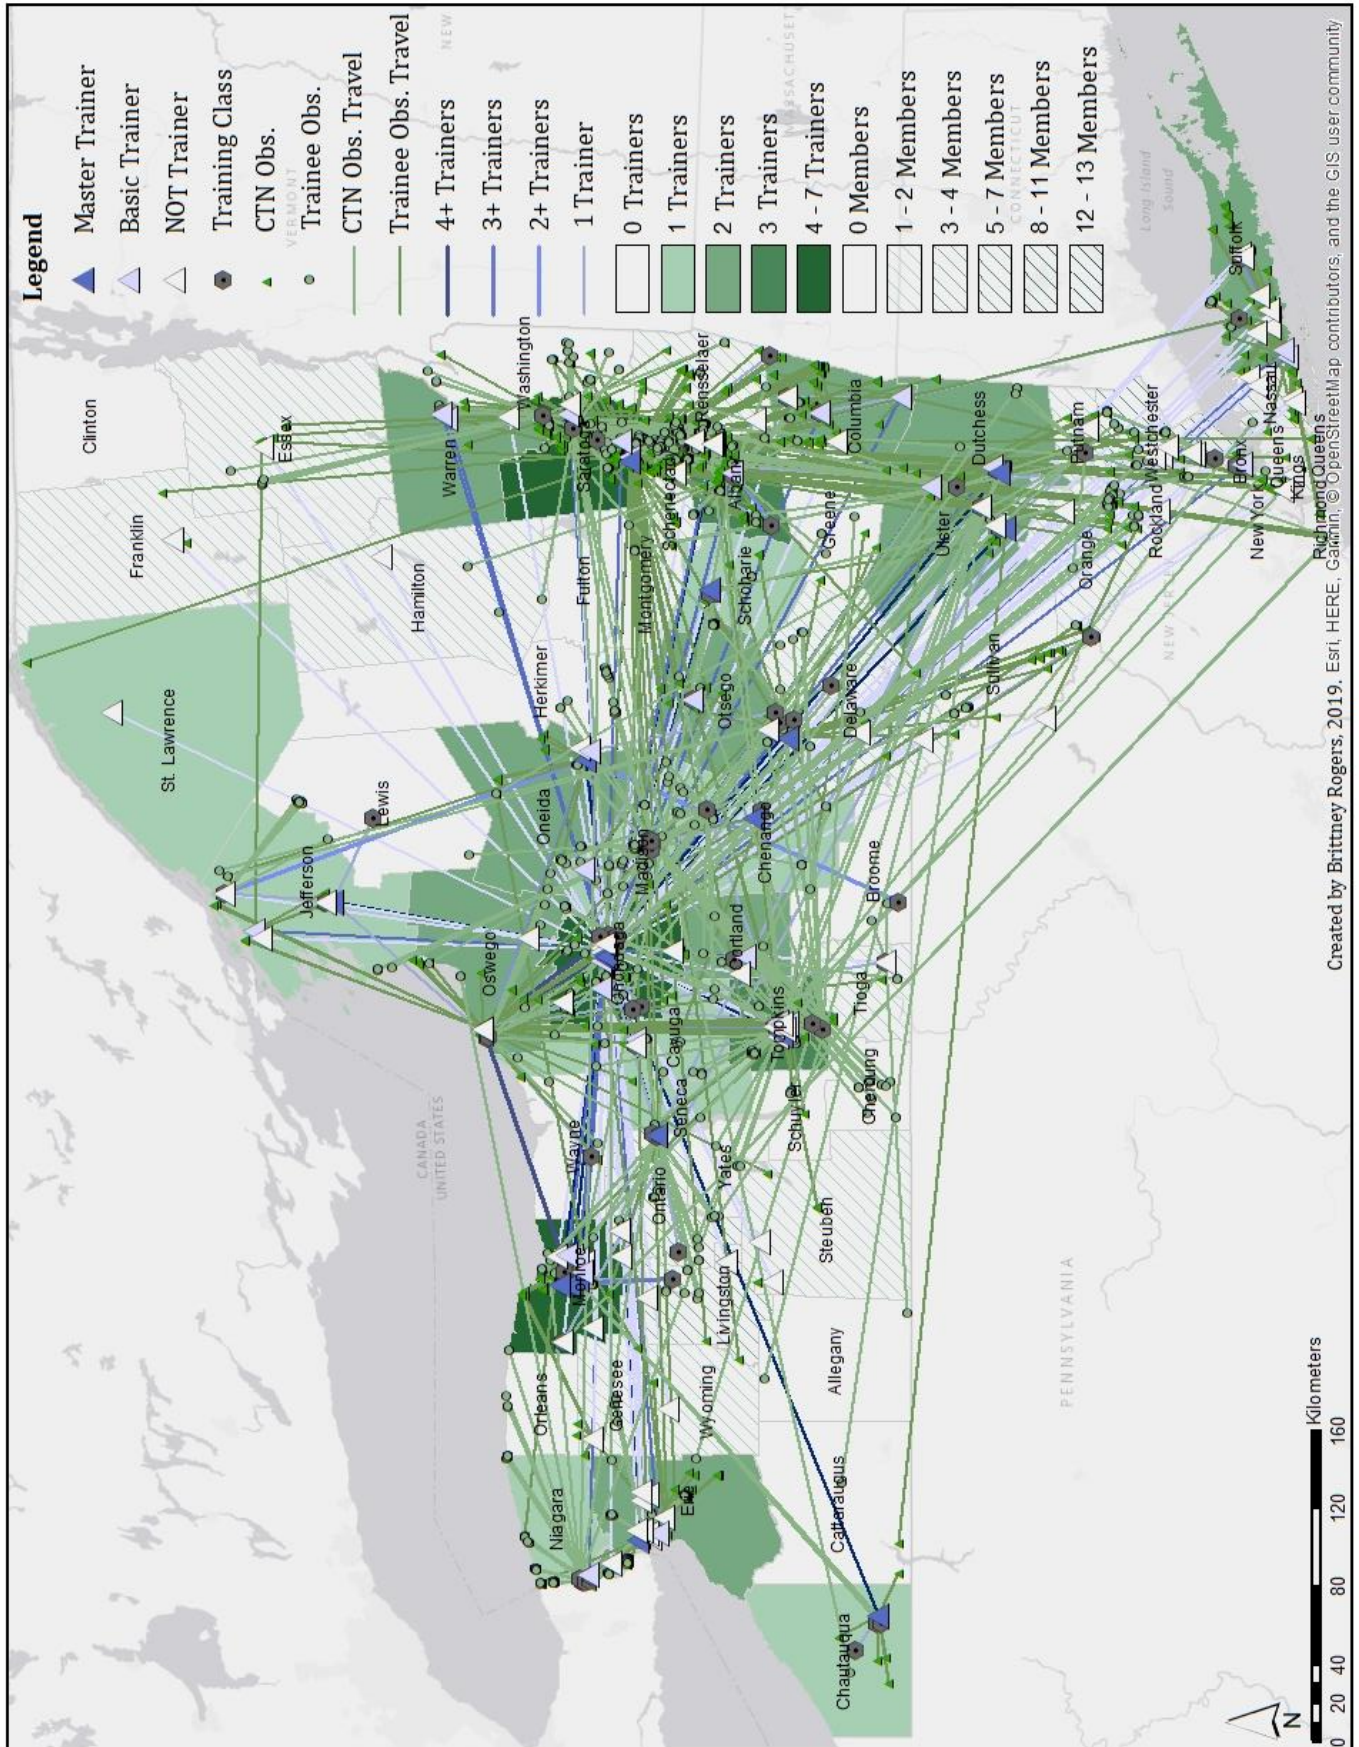 Legend
Master Trainer
Basic Trainer
NOT Trainer
Training Class
CTN Obs.
Trainee Obs.
CTN Obs. Travel
Trainee Obs. Travel
4+ Trainers
3+ Trainers
2+ Trainers
1 Trainer
0 Trainers
1 Trainers
2 Trainers
3 Trainers
4 - 7 Trainers
0 Members
1 - 2 Members
3 - 4 Members
5 - 7 Members
8 - 11 Members
12 - 13 Members
NEW
VERMONT
MASSACHUSET
CONNECTICUT
Long Island
Sound
NEW JERSEY
PENNSYLVANIA
CANADA
UNITED STATES
Clinton
Franklin
Essex
St. Lawrence
Hamilton
Warren
Washington
Lewis
Jefferson
Herkimer
Fulton
Saratoga
Oneida
Oswego
Montgomery
Schenectady
Rensselaer
Albany
Schoharie
Otsego
Madison
Onondaga
Cayuga
Seneca
Wayne
Monroe
Ontario
Yates
Orleans
Genesee
Niagara
Erie
Wyoming
Livingston
Cortland
Chenango
Delaware
Greene
Columbia
Tompkins
Schuyler
Tioga
Broome
Chemung
Steuben
Allegany
Cattaraugus
Chautauqua
Ulster
Dutchess
Sullivan
Orange
Putnam
Rockland
Westchester
Bronx
New York
Queens
Kings
Nassau
Suffolk
Richmond
Queens
N
0 20 40 80 120 160
Kilometers
Created by Brittney Rogers, 2019. Esri, HERE, Garmin, © OpenStreetMap contributors, and the GIS user community